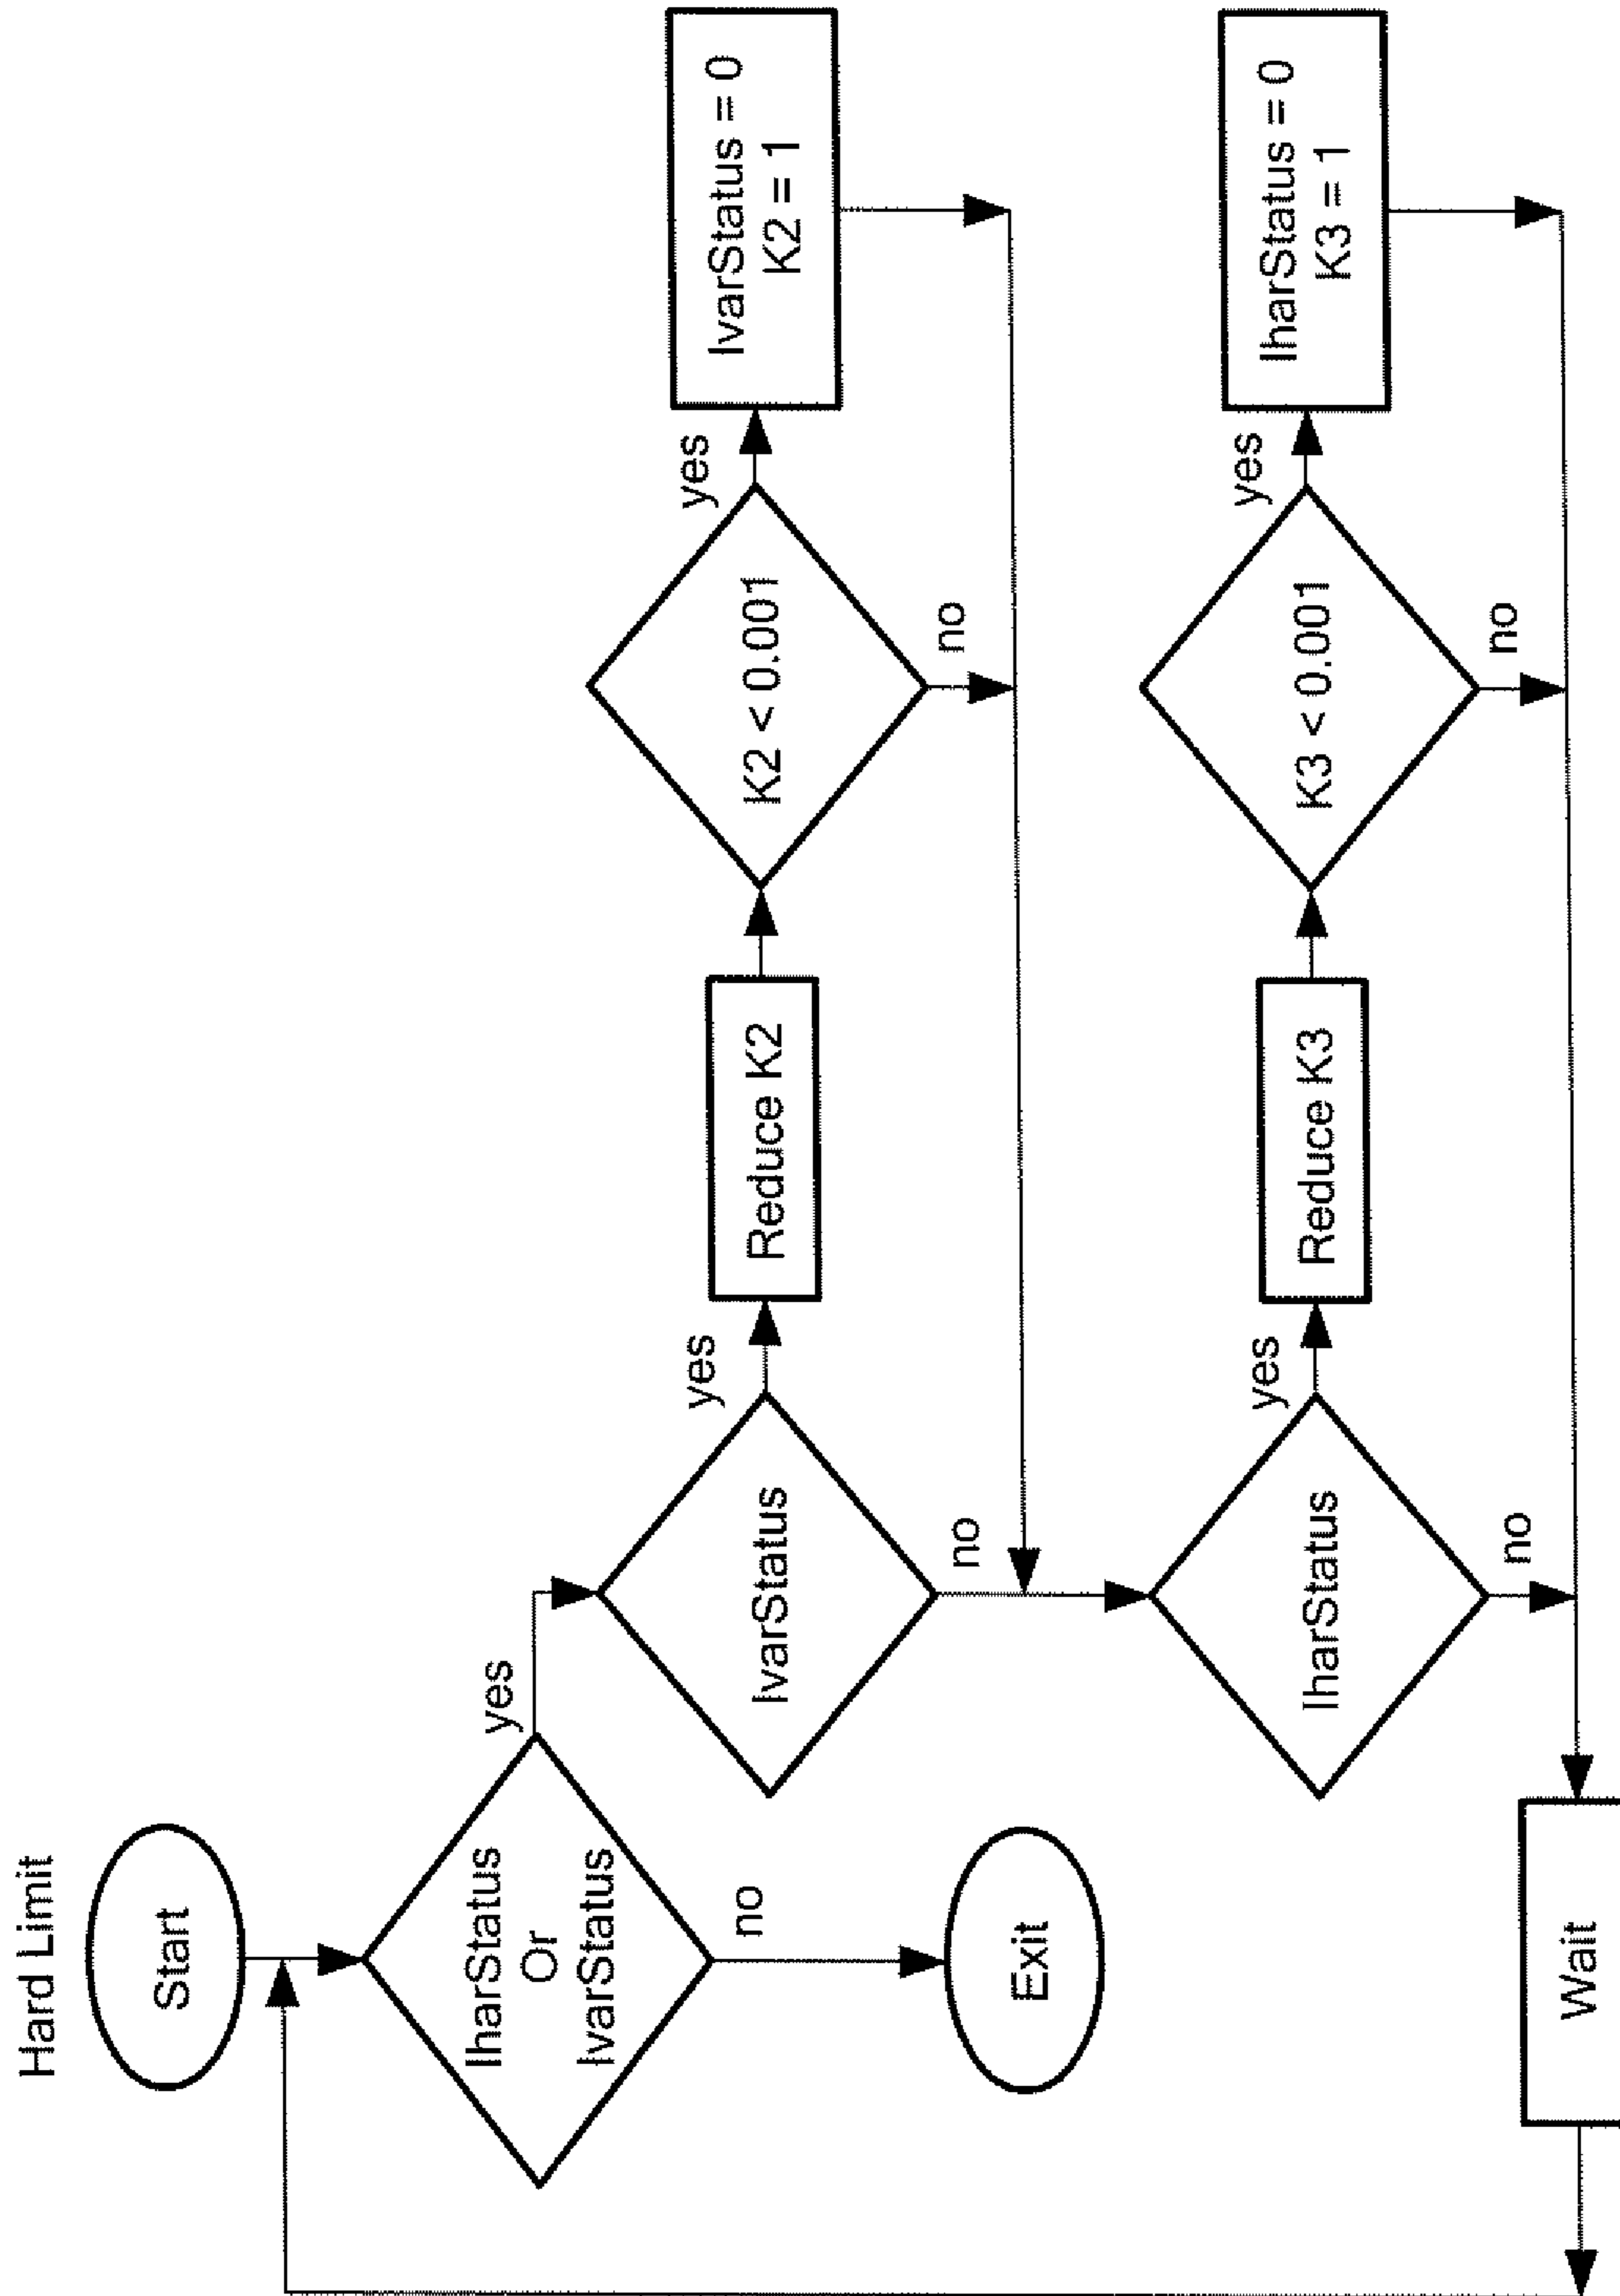 Hard Limit
Start
IharStatus
Or
IvarStatus
yes
no
Exit
IvarStatus
yes
no
Reduce K2
K2 < 0.001
yes
no
IvarStatus = 0
K2 = 1
IharStatus
yes
no
Reduce K3
K3 < 0.001
yes
no
IharStatus = 0
K3 = 1
Wait